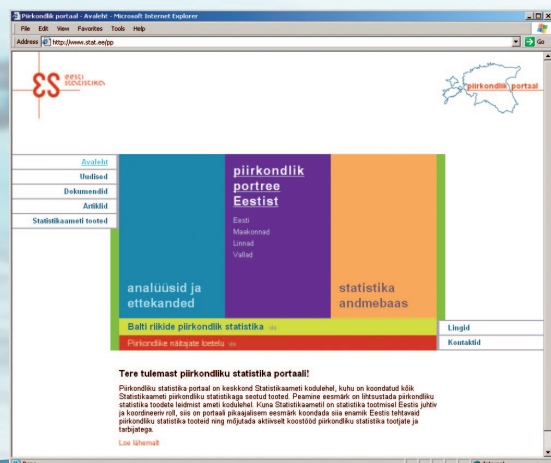 Piirkondlik portaal - Avaleht - Microsoft Internet Explorer
File Edit View Favorites Tools Help
Address http://www.stat.ee/pp Go
ES eesti statistika
piirkondlik portaal
Avaleht
Uudised
Dokumendid
Artiklid
Statistikaameti tooted
piirkondlik
portree
Eestist
Eesti
Maakonnad
Linnad
Vallad
analüüsid ja
ettekanded
statistika
andmebaas
Balti riikide piirkondlik statistika
Piirkondlike näitajate loetelu
Lingid
Kontaktid
Tere tulemast piirkondliku statistika portaali!
Piirkondliku statistika portaal on keskkond Statistikaameti kodulehel, kuhu on koondatud kõik
Statistikaameti piirkondliku statistikaga seotud tooted. Peamine eesmärk on lihtsustada piirkondliku
statistika toodete leidmist ameti kodulehel. Kuna Statistikaametil on statistika tootmisel Eestis juhtiv
ja koordineeriv roll, siis on portaali pikaajalisem eesmärk koondada siia enamik Eestis tehtavaid
piirkondliku statistika tooteid ning mõjutada aktiivselt koostööd piirkondliku statistika tootjate ja
tarbijatega.
Loe lähemalt